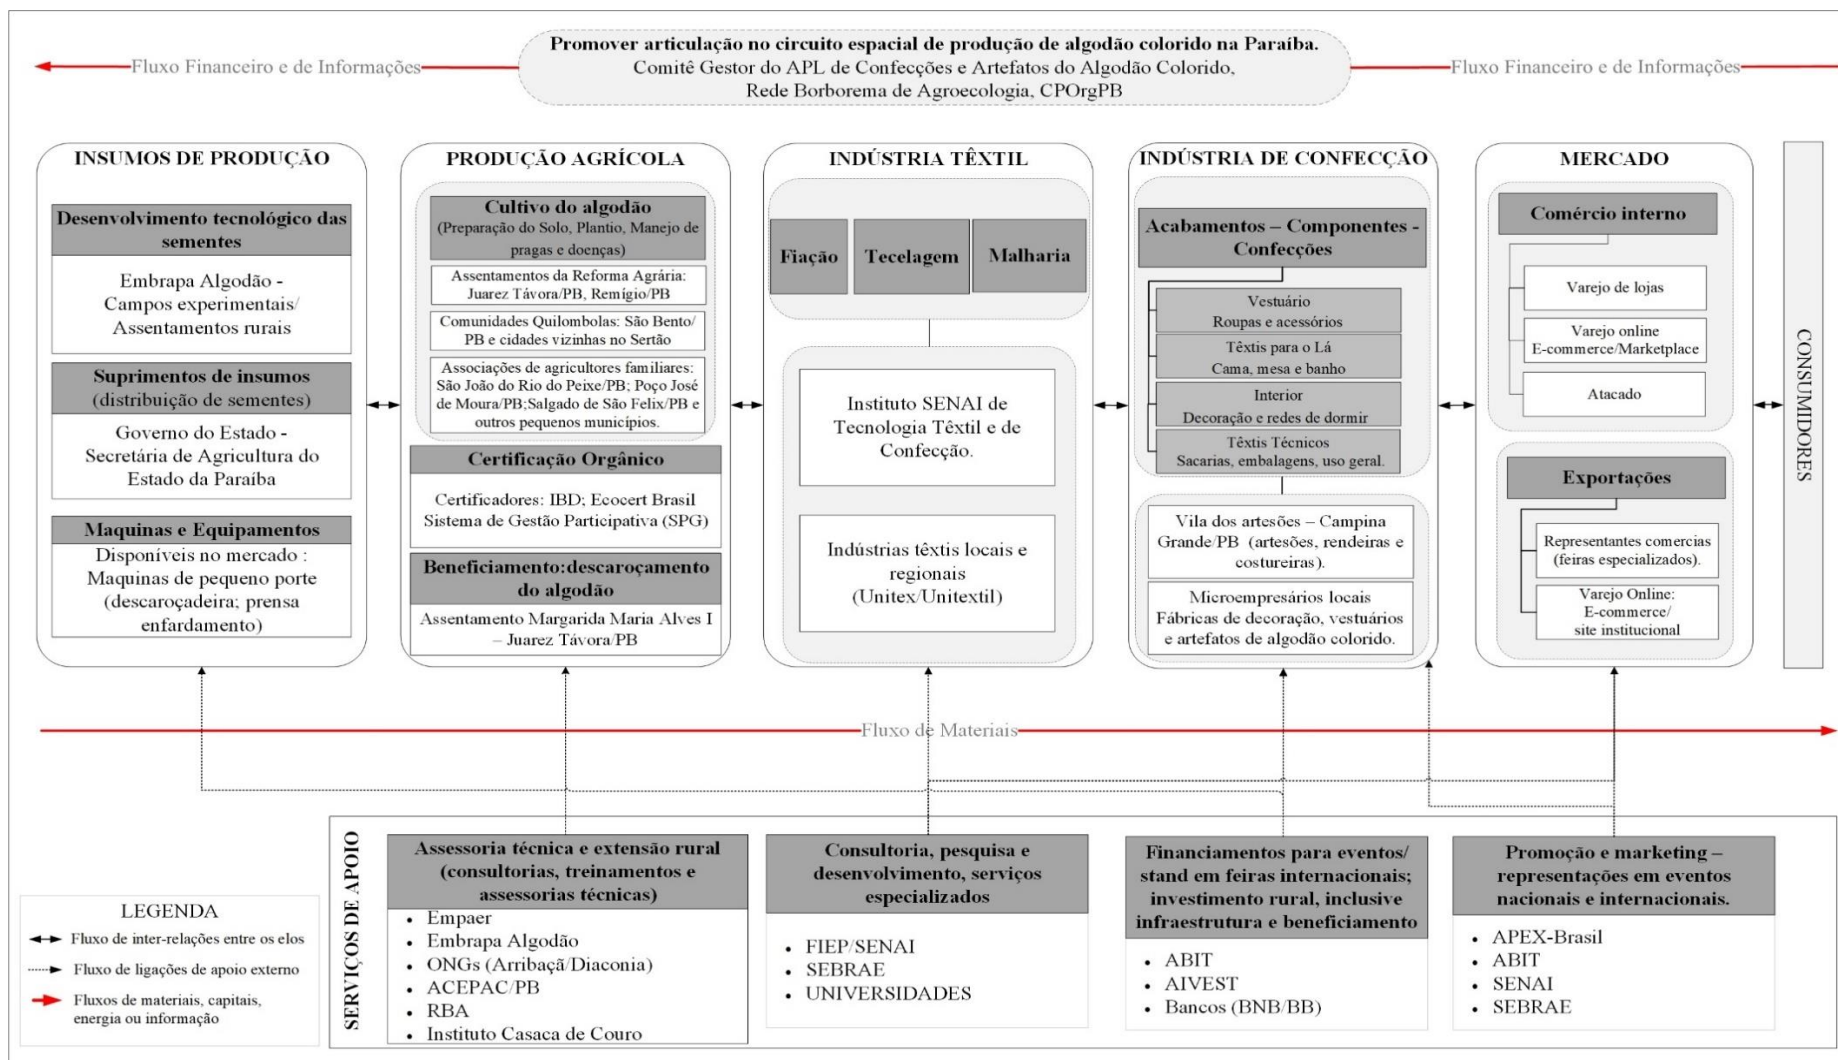 Promover articulação no circuito espacial de produção de algodão colorido na Paraíba.
Comitê Gestor do APL de Confecções e Artefatos do Algodão Colorido,
Rede Borborema de Agroecologia, CPOrgPB
Fluxo Financeiro e de Informações
Fluxo Financeiro e de Informações
INSUMOS DE PRODUÇÃO
Desenvolvimento tecnológico das
sementes
Embrapa Algodão -
Campos experimentais/
Assentamentos rurais
Suprimentos de insumos
(distribuição de sementes)
Governo do Estado -
Secretária de Agricultura do
Estado da Paraíba
Maquinas e Equipamentos
Disponíveis no mercado :
Maquinas de pequeno porte
(descaroçadeira; prensa
enfardamento)
PRODUÇÃO AGRÍCOLA
Cultivo do algodão
(Preparação do Solo, Plantio, Manejo de
pragas e doenças)
Assentamentos da Reforma Agrária:
Juarez Távora/PB, Remígio/PB
Comunidades Quilombolas: São Bento/
PB e cidades vizinhas no Sertão
Associações de agricultores familiares:
São João do Rio do Peixe/PB; Poço José
de Moura/PB;Salgado de São Felix/PB e
outros pequenos municípios.
Certificação Orgânico
Certificadores: IBD; Ecocert Brasil
Sistema de Gestão Participativa (SPG)
Beneficiamento:descaroçamento
do algodão
Assentamento Margarida Maria Alves I
– Juarez Távora/PB
INDÚSTRIA TÊXTIL
Fiação
Tecelagem
Malharia
Instituto SENAI de
Tecnologia Têxtil e de
Confecção.
Indústrias têxtis locais e
regionais
(Unitex/Unitextil)
INDÚSTRIA DE CONFECÇÃO
Acabamentos – Componentes -
Confecções
Vestuário
Roupas e acessórios
Têxtis para o Lá
Cama, mesa e banho
Interior
Decoração e redes de dormir
Têxtis Técnicos
Sacarias, embalagens, uso geral.
Vila dos artesões – Campina
Grande/PB (artesões, rendeiras e
costureiras).
Microempresários locais
Fábricas de decoração, vestuários
e artefatos de algodão colorido.
MERCADO
Comércio interno
Varejo de lojas
Varejo online
E-commerce/Marketplace
Atacado
Exportações
Representantes comercias
(feiras especializados).
Varejo Online:
E-commerce/
site institucional
CONSUMIDORES
Fluxo de Materiais
SERVIÇOS DE APOIO
Assessoria técnica e extensão rural
(consultorias, treinamentos e
assessorias técnicas)
• Empaer
• Embrapa Algodão
• ONGs (Arribaçã/Diaconia)
• ACEPAC/PB
• RBA
• Instituto Casaca de Couro
Consultoria, pesquisa e
desenvolvimento, serviços
especializados
• FIEP/SENAI
• SEBRAE
• UNIVERSIDADES
Financiamentos para eventos/
stand em feiras internacionais;
investimento rural, inclusive
infraestrutura e beneficiamento
• ABIT
• AIVEST
• Bancos (BNB/BB)
Promoção e marketing –
representações em eventos
nacionais e internacionais.
• APEX-Brasil
• ABIT
• SENAI
• SEBRAE
LEGENDA
Fluxo de inter-relações entre os elos
Fluxo de ligações de apoio externo
Fluxos de materiais, capitais,
energia ou informação